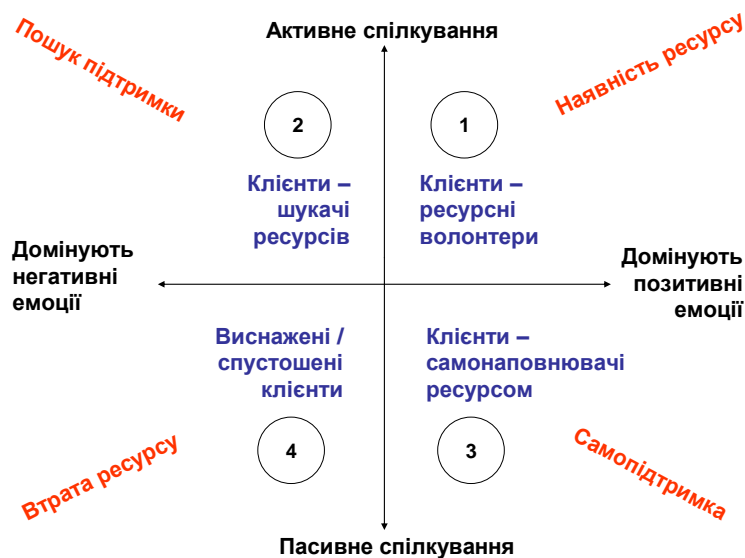 Активне спілкування
Пошук підтримки
Наявність ресурсу
2
1
Клієнти –
шукачі
ресурсів
Клієнти –
ресурсні
волонтери
Домінують
негативні
емоції
Домінують
позитивні
емоції
Виснажені /
спустошені
клієнти
Клієнти –
самонаповнювачі
ресурсом
4
3
Втрата ресурсу
Самопідтримка
Пасивне спілкування